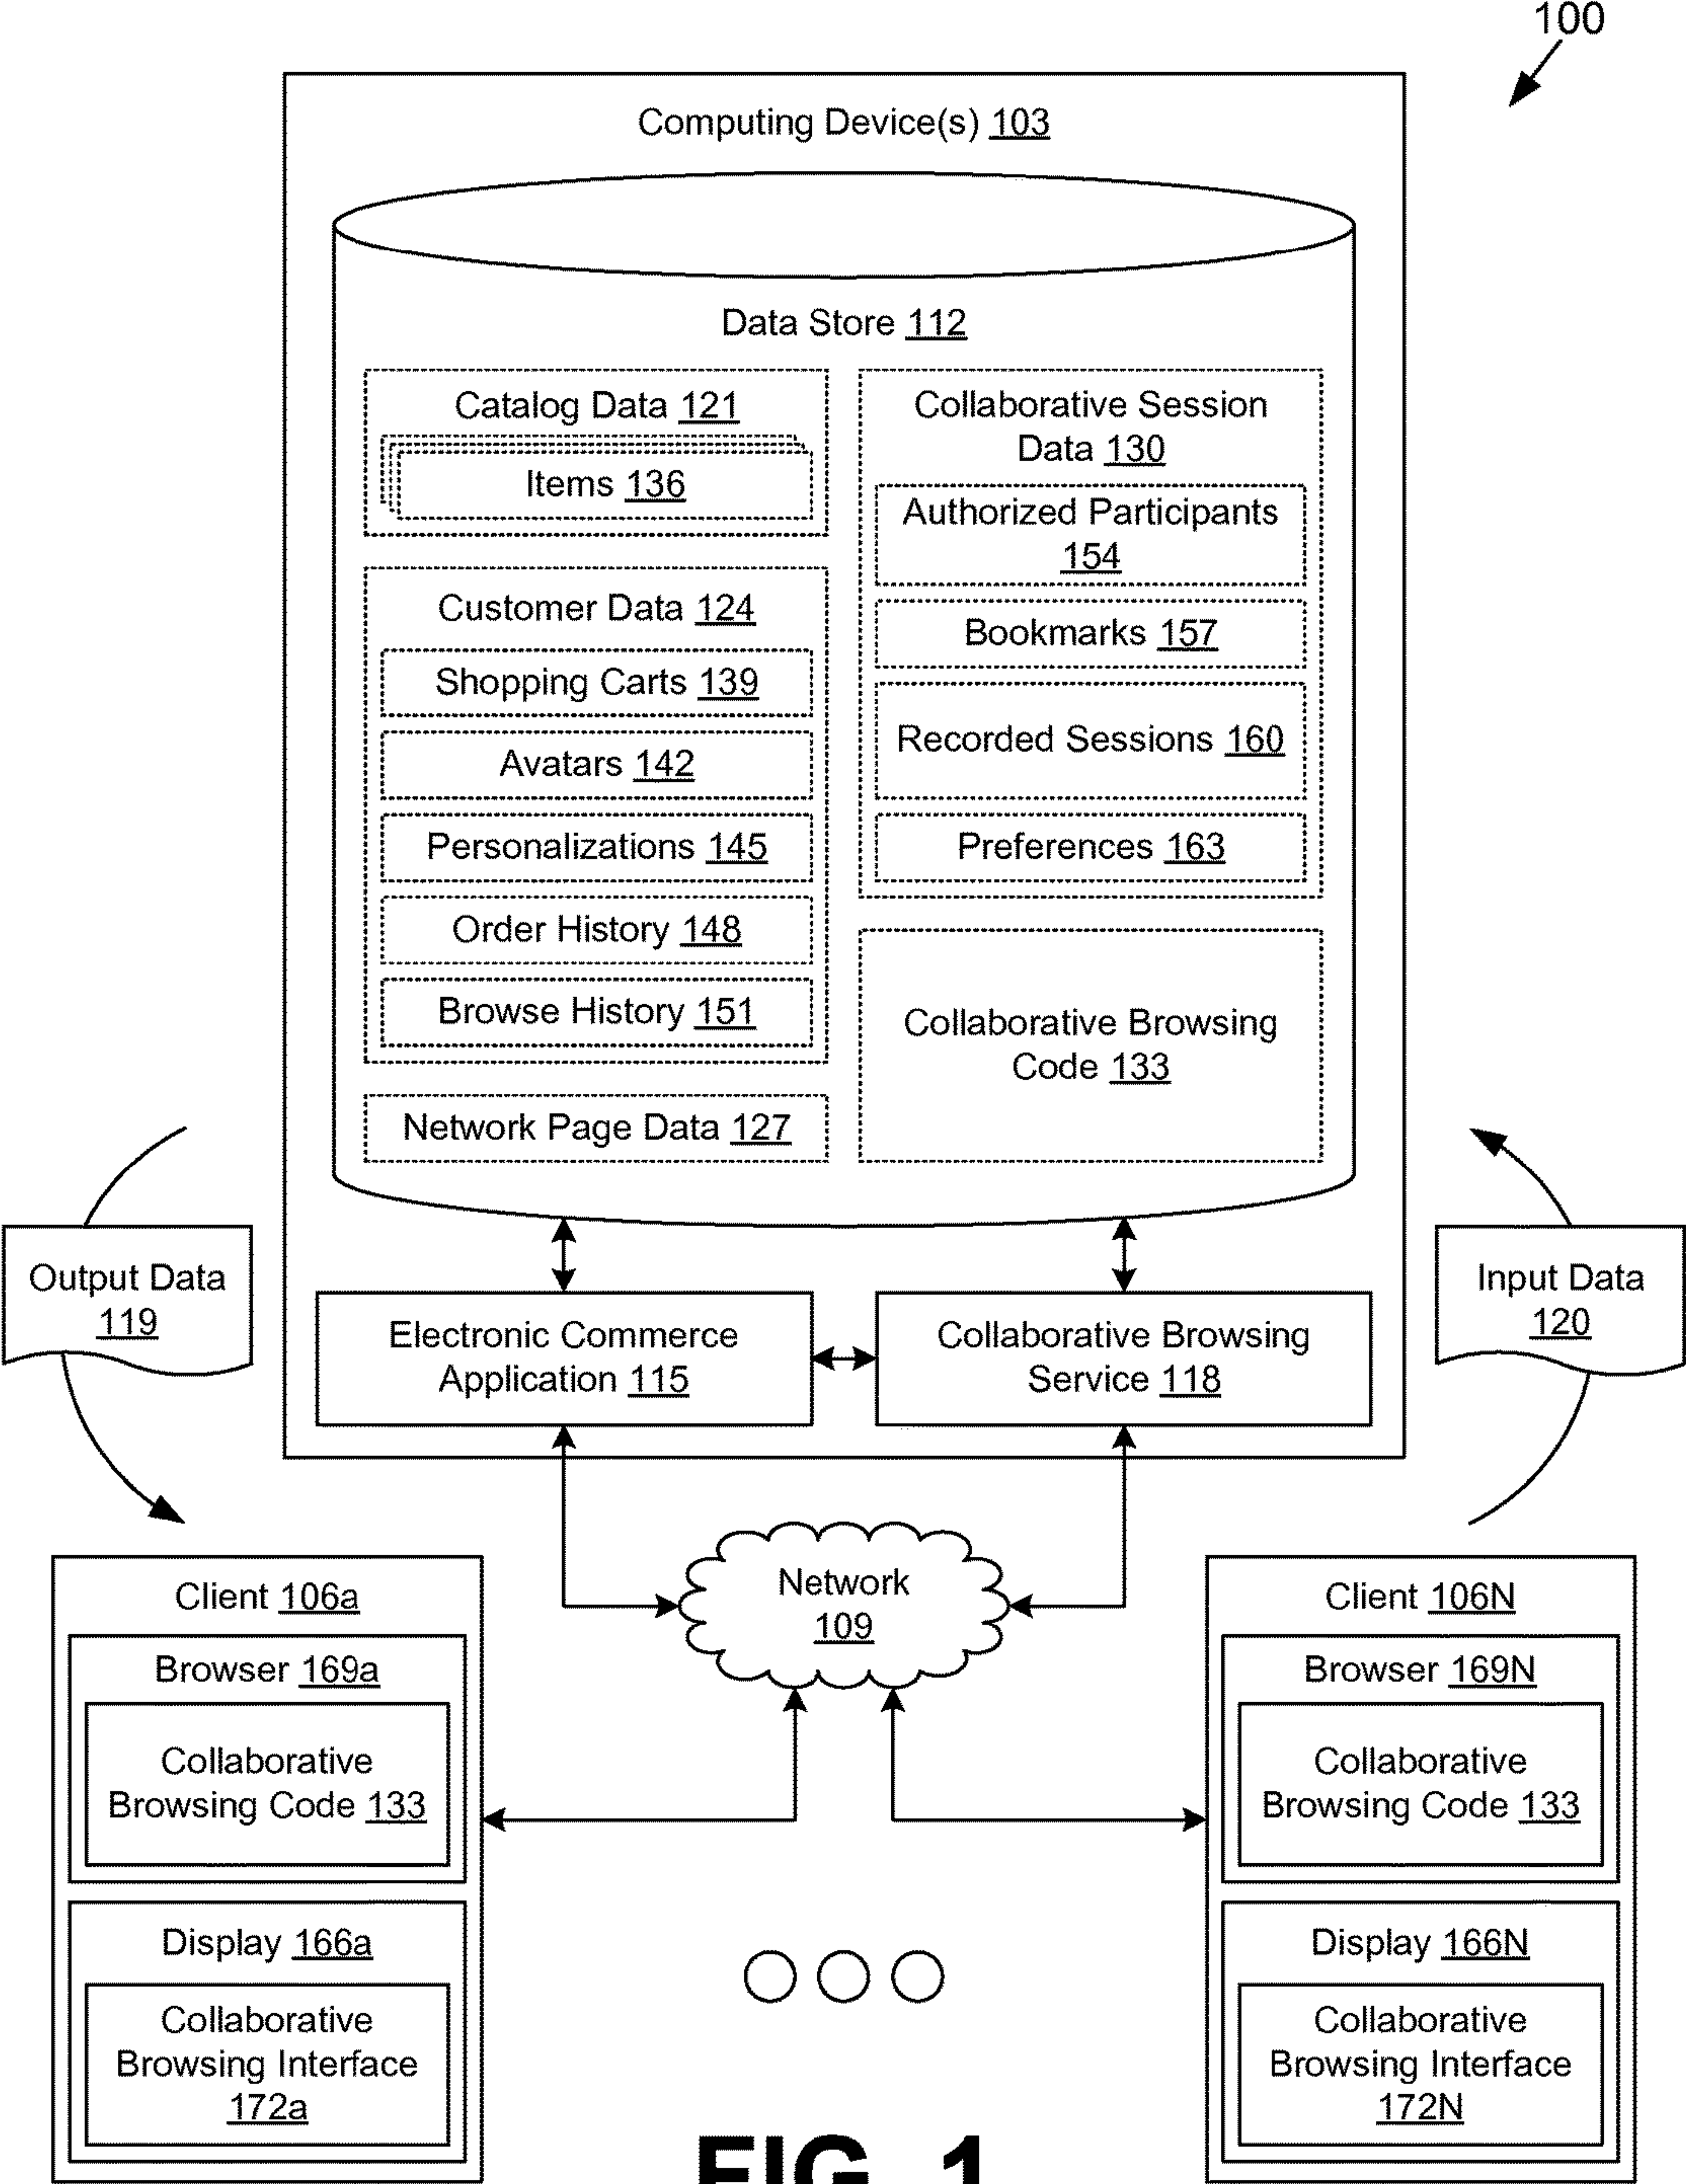 100
Computing Device(s) 103
Data Store 112
Catalog Data 121
Items 136
Customer Data 124
Shopping Carts 139
Avatars 142
Personalizations 145
Order History 148
Browse History 151
Network Page Data 127
Collaborative Session
Data 130
Authorized Participants
154
Bookmarks 157
Recorded Sessions 160
Preferences 163
Collaborative Browsing
Code 133
Output Data
119
Input Data
120
Electronic Commerce
Application 115
Collaborative Browsing
Service 118
Network
109
Client 106a
Browser 169a
Collaborative
Browsing Code 133
Display 166a
Collaborative
Browsing Interface
172a
Client 106N
Browser 169N
Collaborative
Browsing Code 133
Display 166N
Collaborative
Browsing Interface
172N
FIG. 1